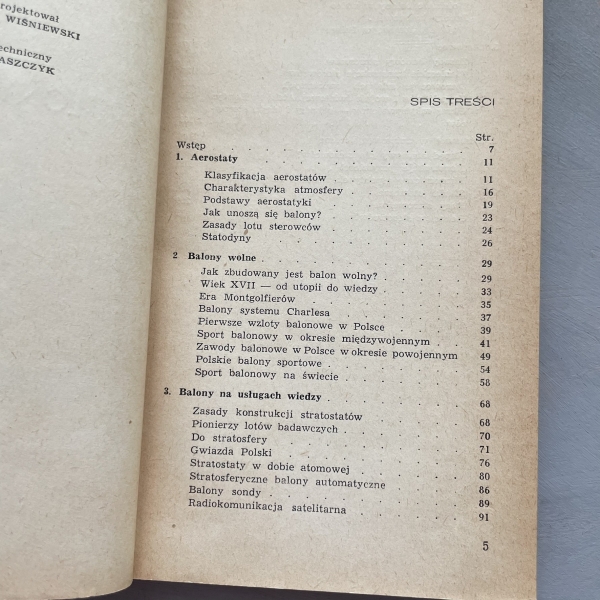 rojektował
WIŚNIEWSKI
echniczny
ASZCZYK
SPIS TREŚCI
Str.
Wstęp . . . . . . . . . 7
1. Aerostaty . . . . . . . . . 11
Klasyfikacja aerostatów . . . . . 11
Charakterystyka atmosfery . . . . . 16
Podstawy aerostatyki . . . . . 19
Jak unoszą się balony? . . . . . 23
Zasady lotu sterowców . . . . . 24
Statodyny . . . . . . . 26
2 Balony wolne . . . . . . . . 29
Jak zbudowany jest balon wolny? . . . . 29
Wiek XVII — od utopii do wiedzy . . . . 33
Era Montgolfierów . . . . . 35
Balony systemu Charlesa . . . . . 37
Pierwsze wzloty balonowe w Polsce . . . 39
Sport balonowy w okresie międzywojennym . . 41
Zawody balonowe w Polsce w okresie powojennym 49
Polskie balony sportowe . . . . . 54
Sport balonowy na świecie . . . . . 58
3. Balony na usługach wiedzy . . . . . 68
Zasady konstrukcji stratostatów . . . . 68
Pionierzy lotów badawczych . . . . . 70
Do stratosfery . . . . . . 71
Gwiazda Polski . . . . . . 76
Stratostaty w dobie atomowej . . . . 80
Stratosferyczne balony automatyczne . . . 86
Balony sondy . . . . . . . 89
Radiokomunikacja satelitarna . . . . 91
5